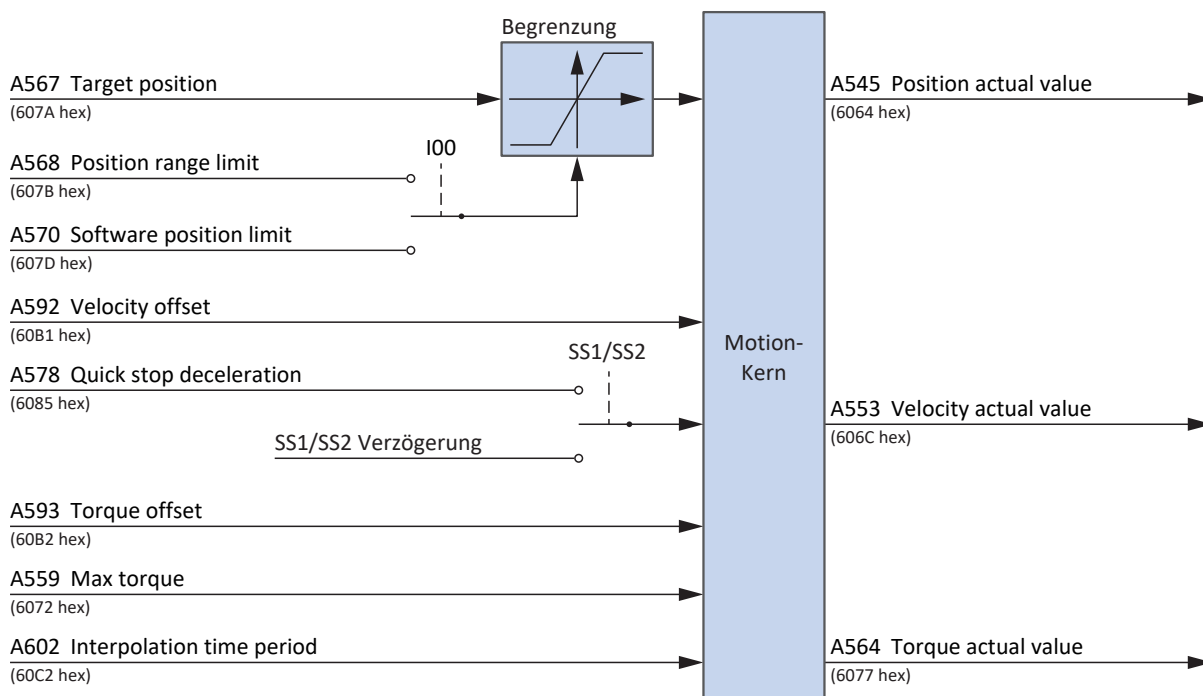 Begrenzung
A567 Target position
(607A hex)
A545 Position actual value
(6064 hex)
A568 Position range limit
(607B hex)
I00
A570 Software position limit
(607D hex)
A592 Velocity offset
(60B1 hex)
Motion-
Kern
A578 Quick stop deceleration
(6085 hex)
SS1/SS2
SS1/SS2 Verzögerung
A553 Velocity actual value
(606C hex)
A593 Torque offset
(60B2 hex)
A559 Max torque
(6072 hex)
A602 Interpolation time period
(60C2 hex)
A564 Torque actual value
(6077 hex)